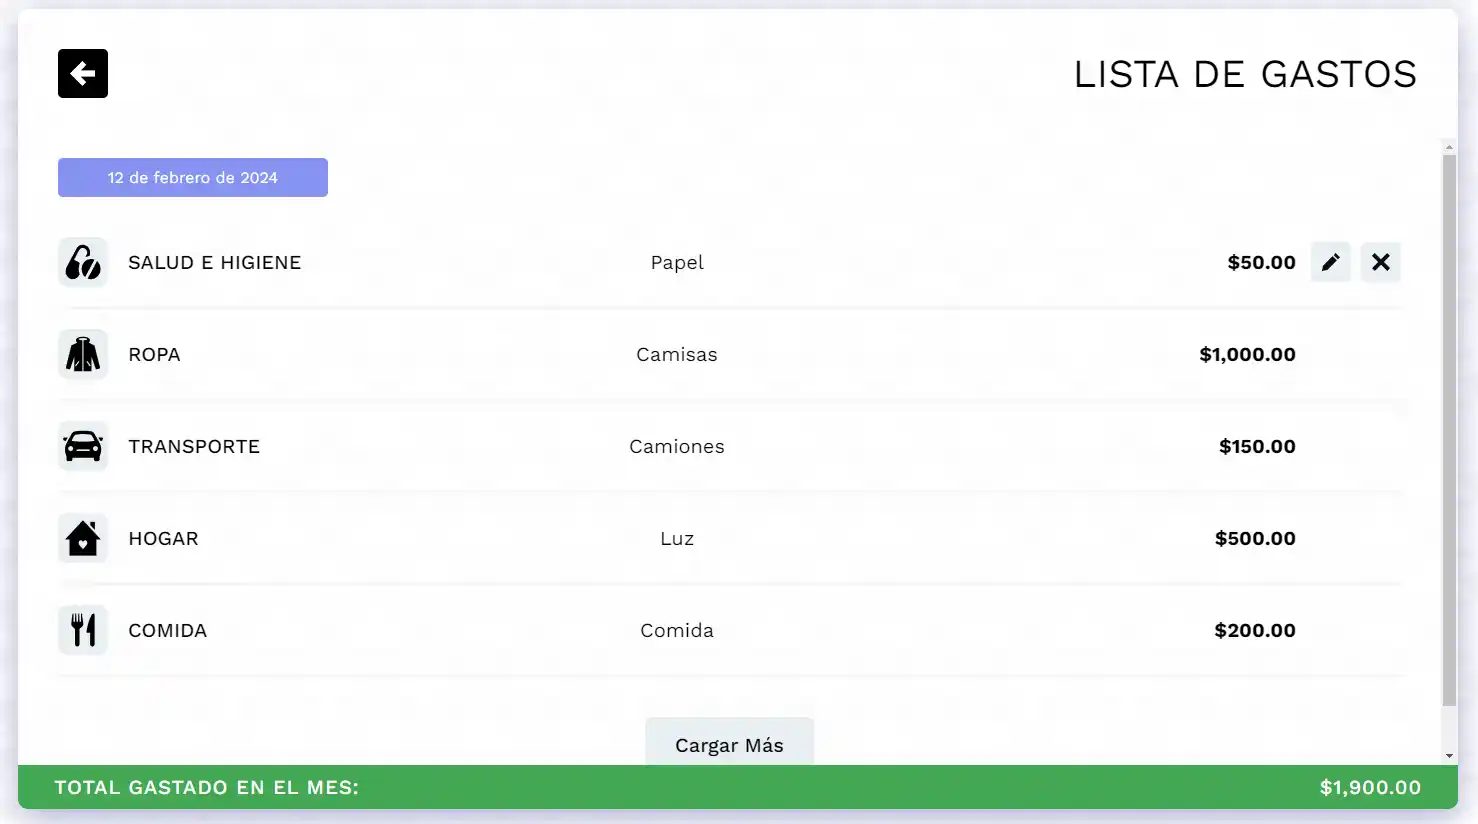 LISTA DE GASTOS
12 de febrero de 2024
SALUD E HIGIENE Papel $50.00
ROPA Camisas $1,000.00
TRANSPORTE Camiones $150.00
HOGAR Luz $500.00
COMIDA Comida $200.00
Cargar Más
TOTAL GASTADO EN EL MES: $1,900.00